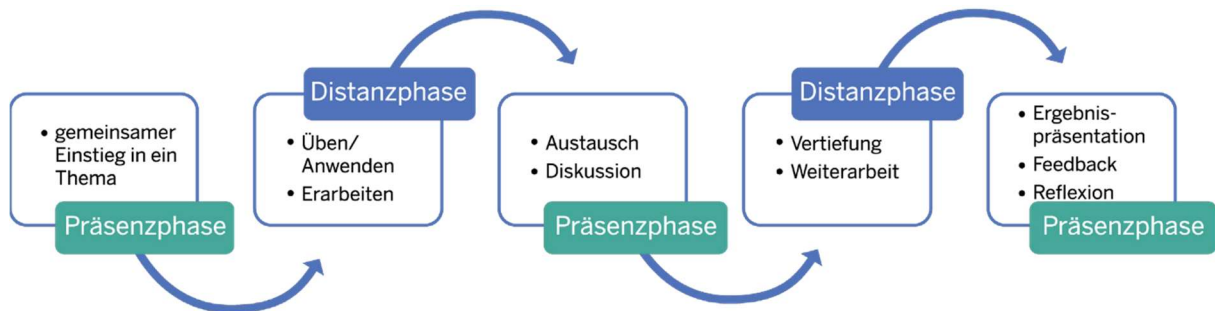 • gemeinsamer
Einstieg in ein
Thema
Präsenzphase
Distanzphase
• Üben/
Anwenden
• Erarbeiten
• Austausch
• Diskussion
Präsenzphase
Distanzphase
• Vertiefung
• Weiterarbeit
• Ergebnis-
präsentation
• Feedback
• Reflexion
Präsenzphase